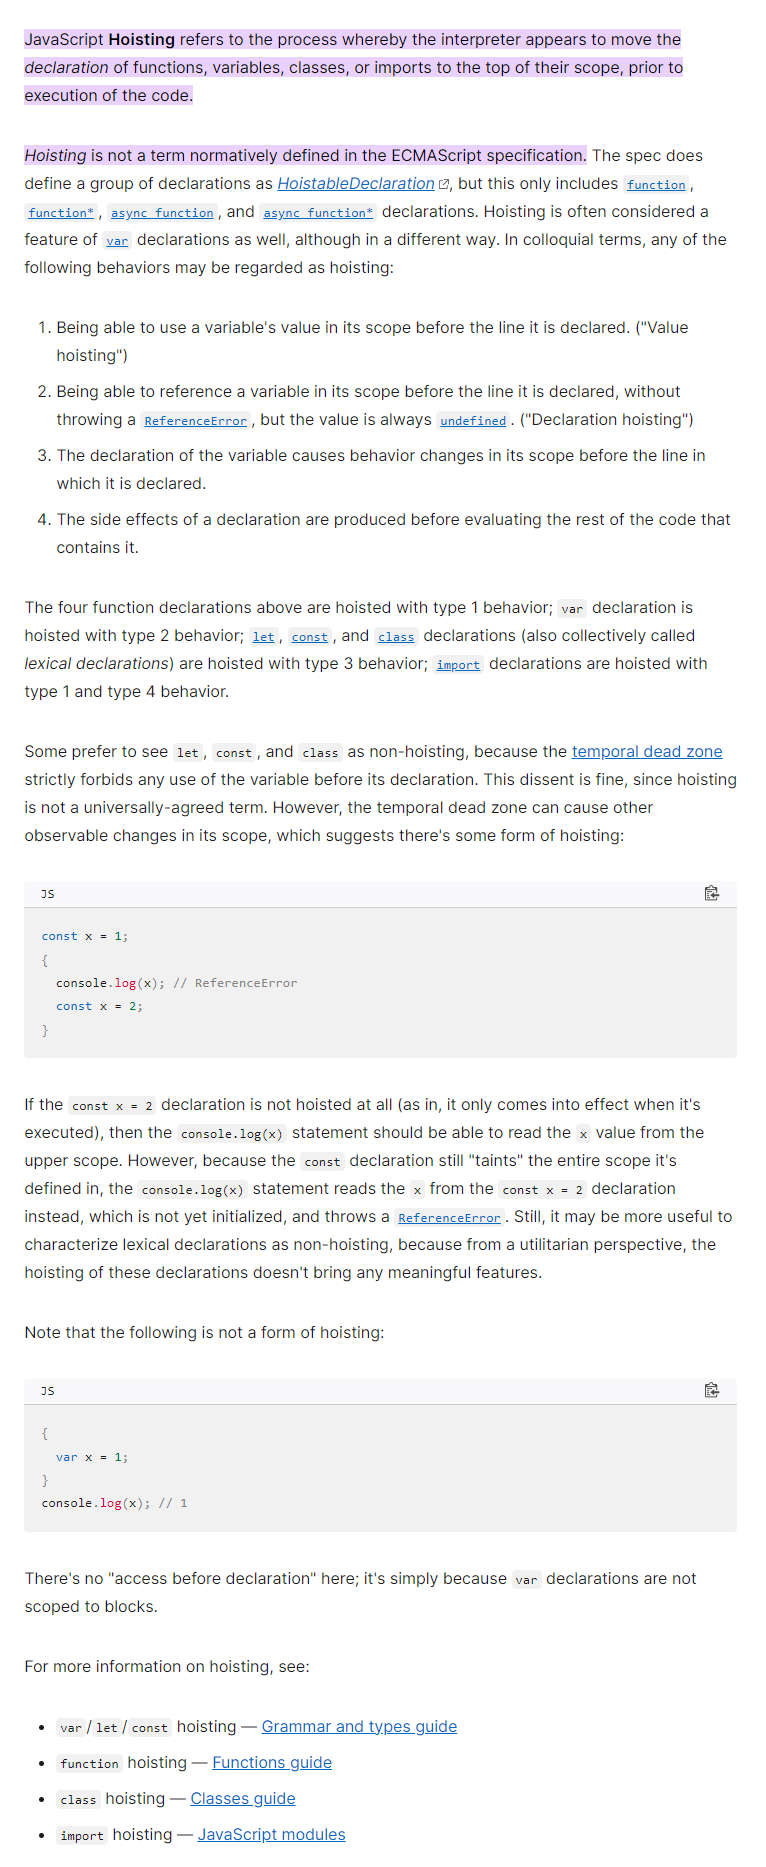 JavaScript Hoisting refers to the process whereby the interpreter appears to move the
declaration of functions, variables, classes, or imports to the top of their scope, prior to
execution of the code.
Hoisting is not a term normatively defined in the ECMAScript specification. The spec does
define a group of declarations as HoistableDeclaration, but this only includes function,
function*, async function, and async function* declarations. Hoisting is often considered a
feature of var declarations as well, although in a different way. In colloquial terms, any of the
following behaviors may be regarded as hoisting:
1. Being able to use a variable's value in its scope before the line it is declared. ("Value
hoisting")
2. Being able to reference a variable in its scope before the line it is declared, without
throwing a ReferenceError, but the value is always undefined. ("Declaration hoisting")
3. The declaration of the variable causes behavior changes in its scope before the line in
which it is declared.
4. The side effects of a declaration are produced before evaluating the rest of the code that
contains it.
The four function declarations above are hoisted with type 1 behavior; var declaration is
hoisted with type 2 behavior; let, const, and class declarations (also collectively called
lexical declarations) are hoisted with type 3 behavior; import declarations are hoisted with
type 1 and type 4 behavior.
Some prefer to see let, const, and class as non-hoisting, because the temporal dead zone
strictly forbids any use of the variable before its declaration. This dissent is fine, since hoisting
is not a universally-agreed term. However, the temporal dead zone can cause other
observable changes in its scope, which suggests there's some form of hoisting:
JS
const x = 1;
{
  console.log(x); // ReferenceError
  const x = 2;
}
If the const x = 2 declaration is not hoisted at all (as in, it only comes into effect when it's
executed), then the console.log(x) statement should be able to read the x value from the
upper scope. However, because the const declaration still "taints" the entire scope it's
defined in, the console.log(x) statement reads the x from the const x = 2 declaration
instead, which is not yet initialized, and throws a ReferenceError. Still, it may be more useful to
characterize lexical declarations as non-hoisting, because from a utilitarian perspective, the
hoisting of these declarations doesn't bring any meaningful features.
Note that the following is not a form of hoisting:
JS
{
  var x = 1;
}
console.log(x); // 1
There's no "access before declaration" here; it's simply because var declarations are not
scoped to blocks.
For more information on hoisting, see:
• var/let/const hoisting — Grammar and types guide
• function hoisting — Functions guide
• class hoisting — Classes guide
• import hoisting — JavaScript modules